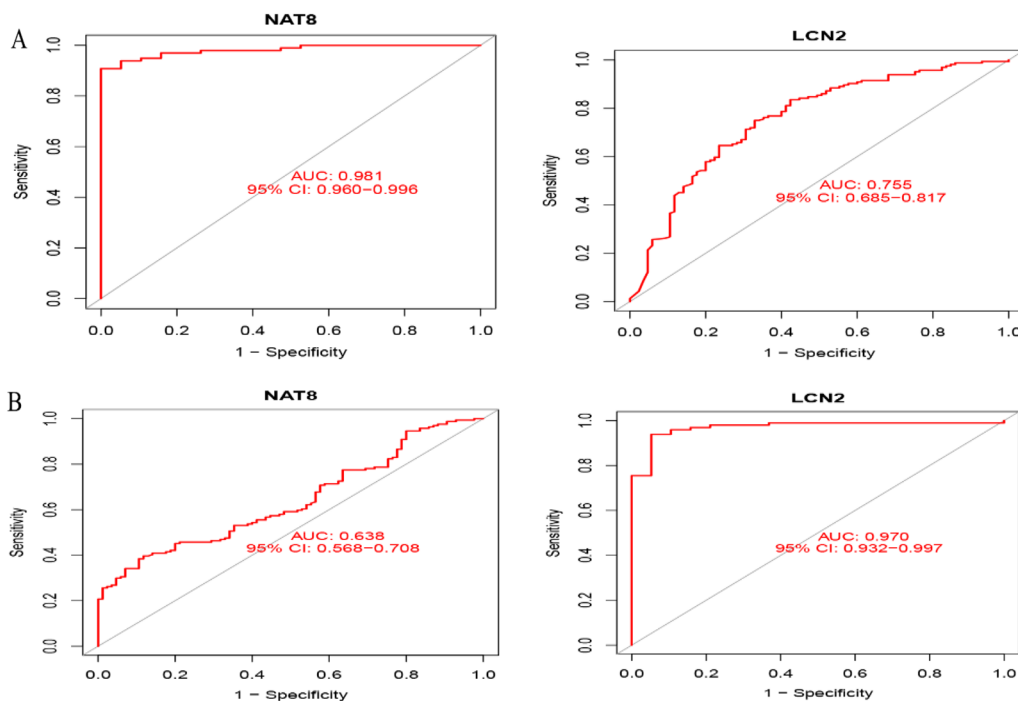 A
NAT8
Sensitivity
1.0
0.8
0.6
0.4
0.2
0.0
AUC: 0.981
95% CI: 0.960−0.996
0.0 0.2 0.4 0.6 0.8 1.0
1 − Specificity
LCN2
Sensitivity
1.0
0.8
0.6
0.4
0.2
0.0
AUC: 0.755
95% CI: 0.685−0.817
0.0 0.2 0.4 0.6 0.8 1.0
1 − Specificity
B
NAT8
Sensitivity
1.0
0.8
0.6
0.4
0.2
0.0
AUC: 0.638
95% CI: 0.568−0.708
0.0 0.2 0.4 0.6 0.8 1.0
1 − Specificity
LCN2
Sensitivity
1.0
0.8
0.6
0.4
0.2
0.0
AUC: 0.970
95% CI: 0.932−0.997
0.0 0.2 0.4 0.6 0.8 1.0
1 − Specificity